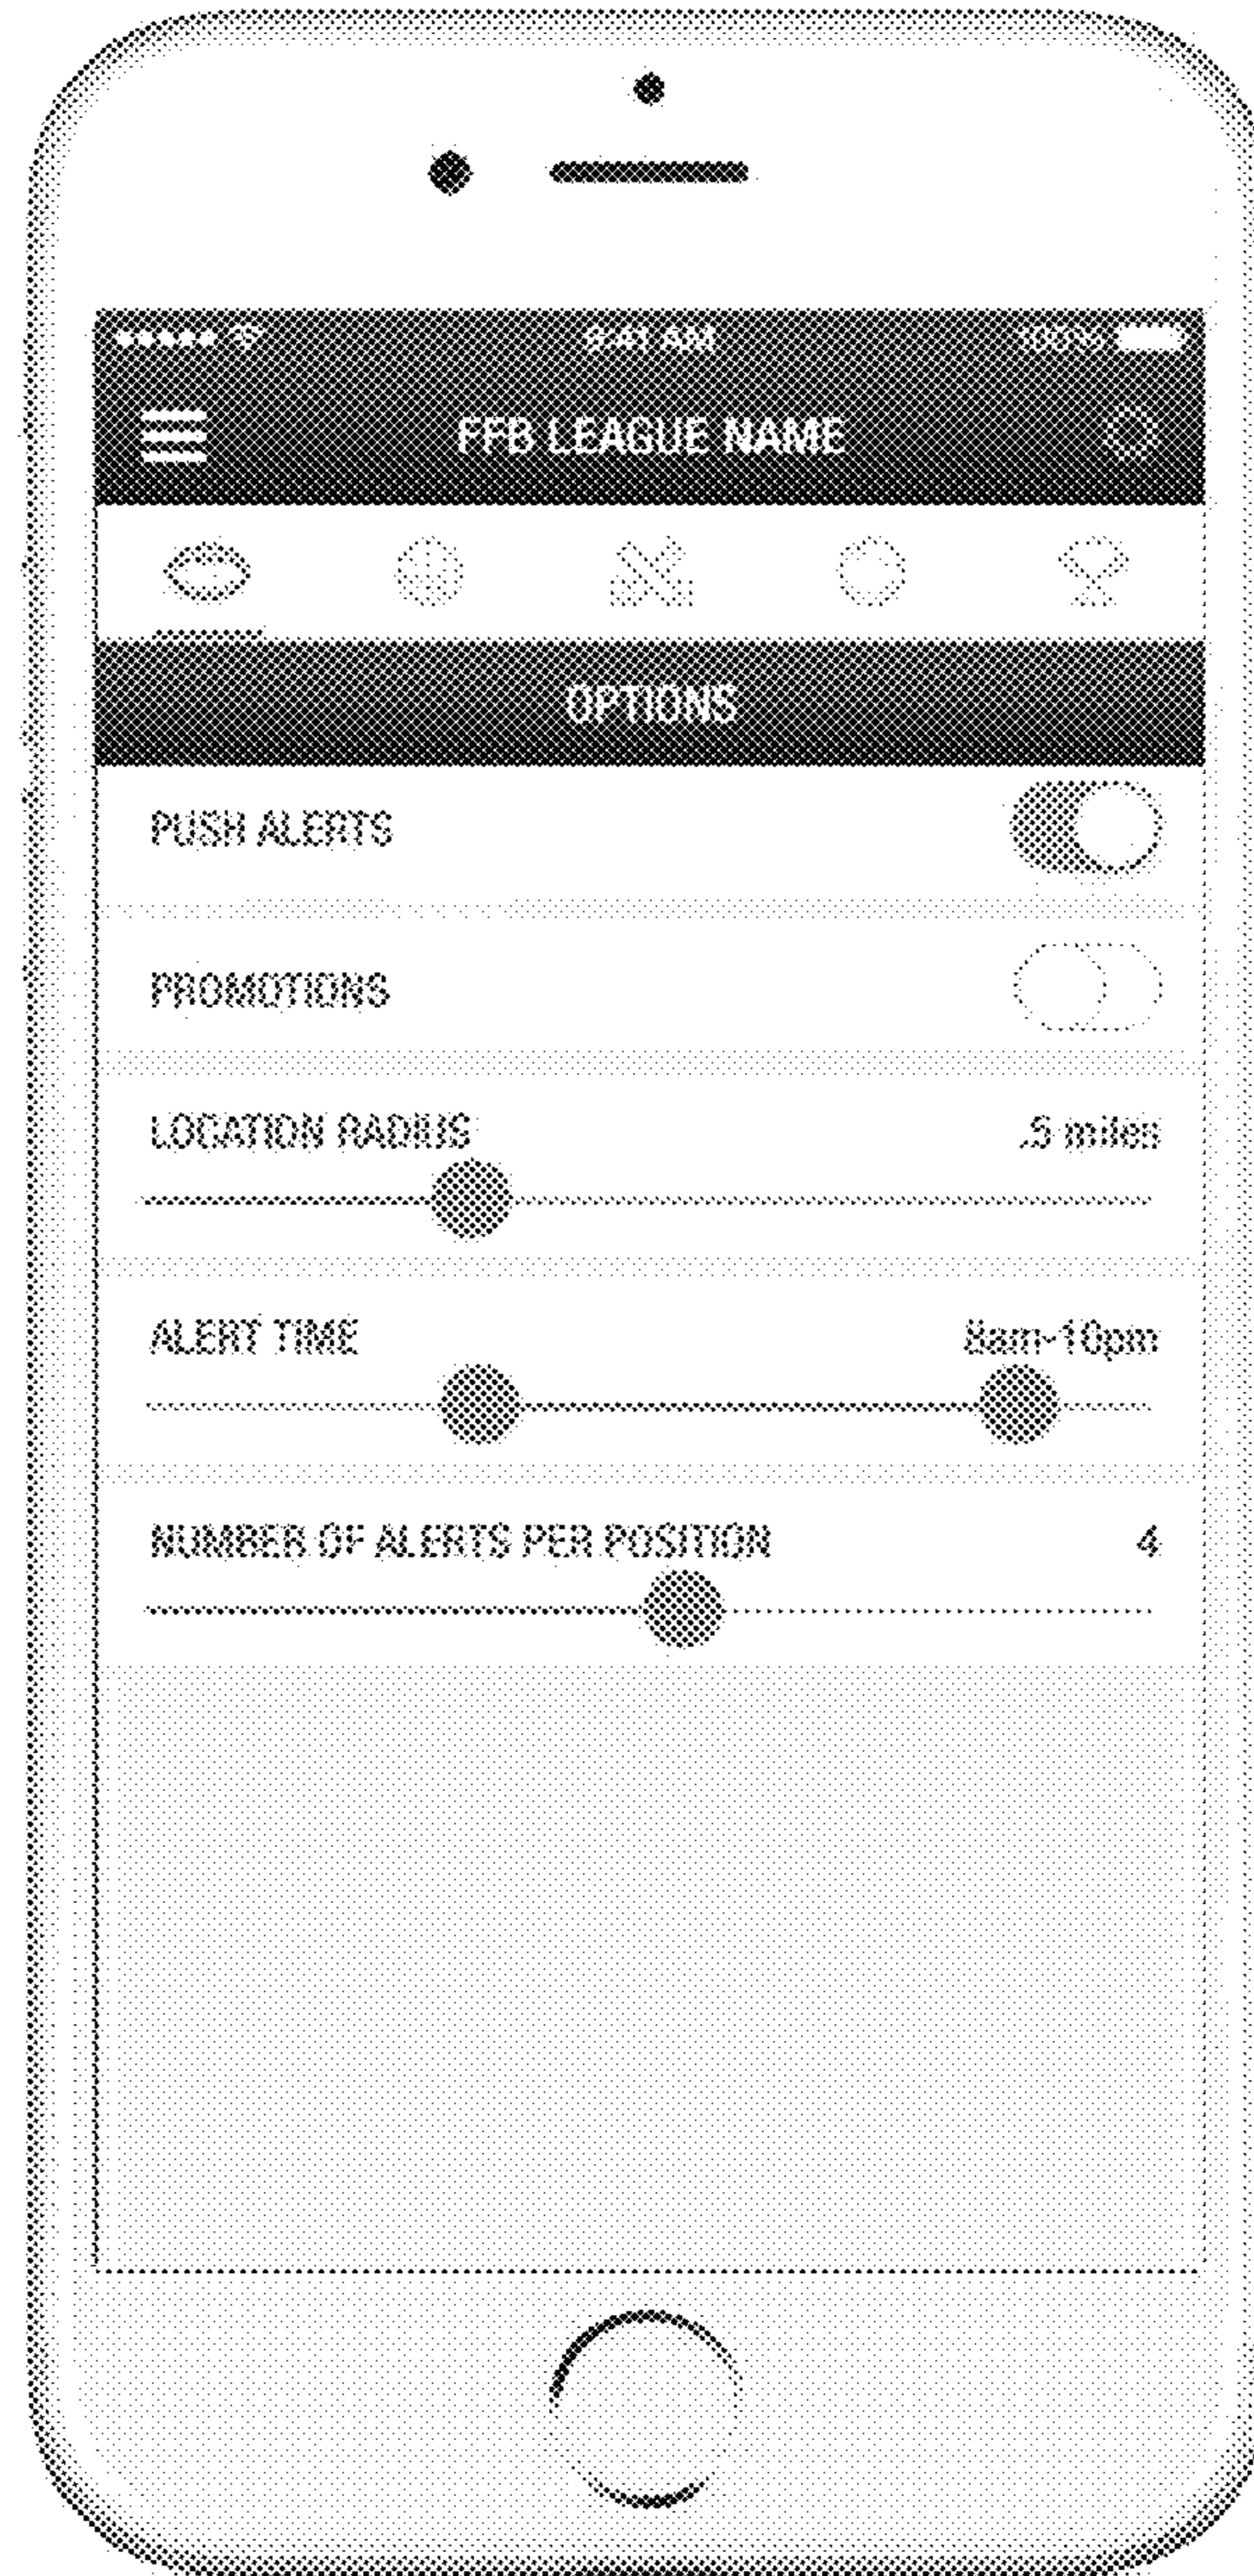 9:41 AM 100%
FFB LEAGUE NAME
OPTIONS
PUSH ALERTS
PROMOTIONS
LOCATION RADIUS .5 miles
ALERT TIME 8am-10pm
NUMBER OF ALERTS PER POSITION 4